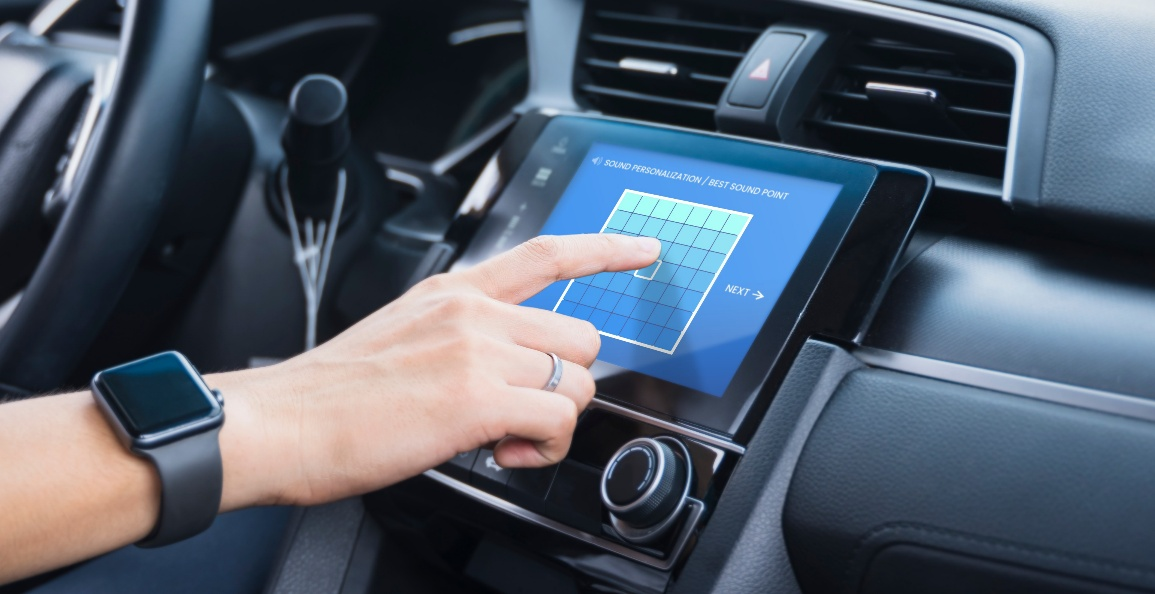 SOUND PERSONALIZATION / BEST SOUND POINT
NEXT →